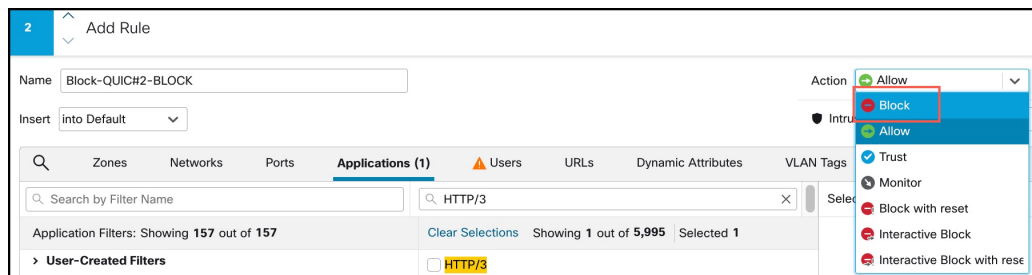 2 Add Rule
Name Block-QUIC#2-BLOCK Action Allow
Block
Insert into Default Intru
Allow
Zones Networks Ports Applications (1) Users URLs Dynamic Attributes VLAN Tags
Trust
Monitor
Search by Filter Name HTTP/3 Selec
Block with reset
Application Filters: Showing 157 out of 157 Clear Selections Showing 1 out of 5,995 Selected 1
Interactive Block
User-Created Filters HTTP/3
Interactive Block with rese